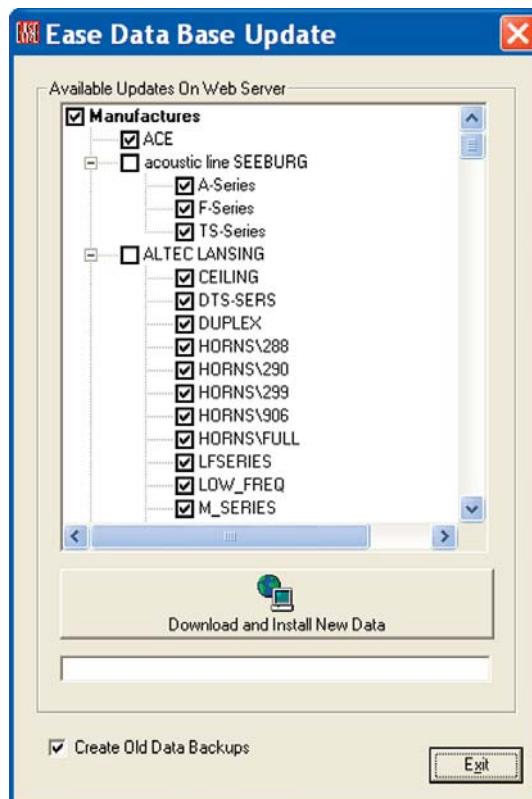 EASE Ease Data Base Update
Available Updates On Web Server
Manufactures
ACE
acoustic line SEEBURG
A-Series
F-Series
TS-Series
ALTEC LANSING
CEILING
DTS-SERS
DUPLEX
HORNS\288
HORNS\290
HORNS\299
HORNS\906
HORNS\FULL
LFSERIES
LOW_FREQ
M_SERIES
Download and Install New Data
Create Old Data Backups
Exit